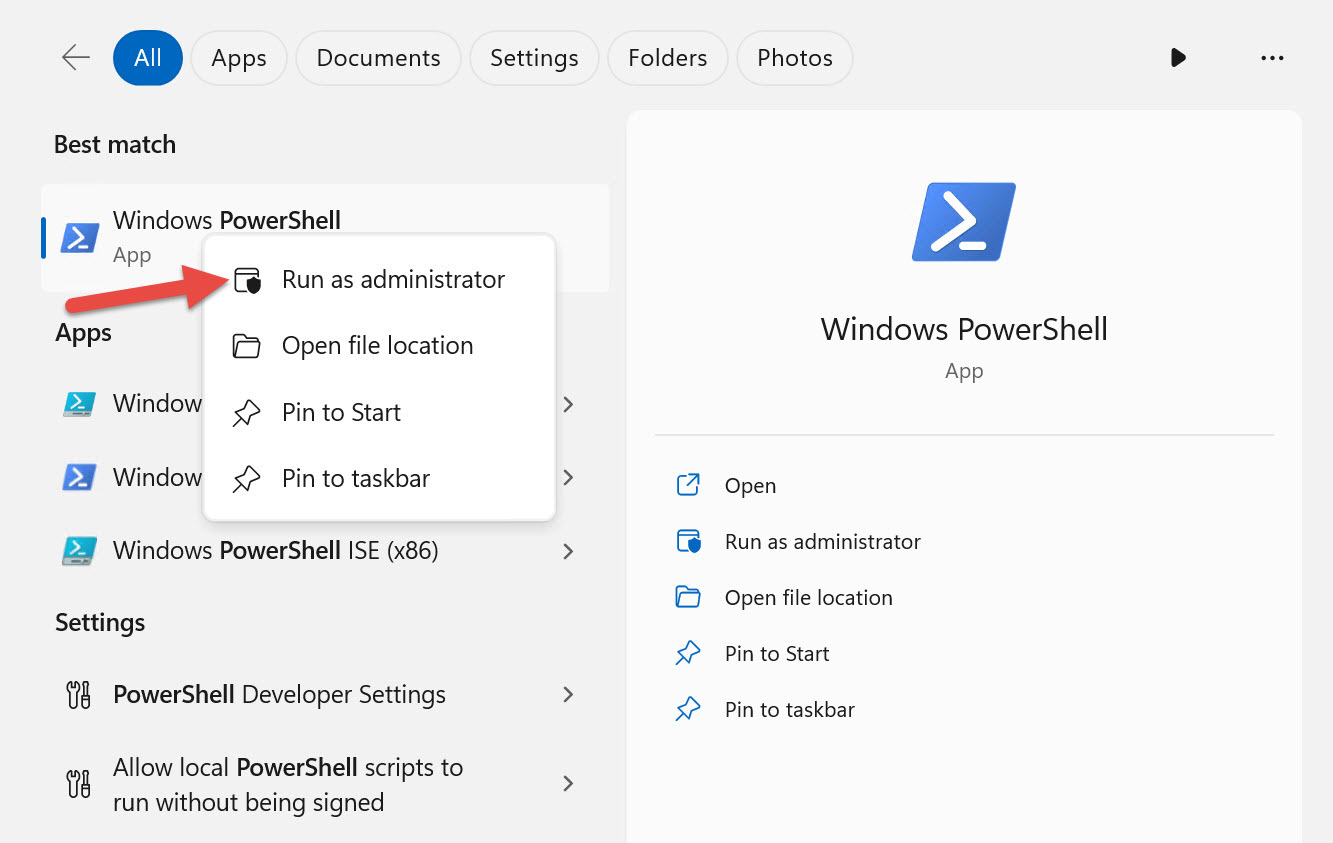 All
Apps
Documents
Settings
Folders
Photos
Best match
Windows PowerShell
App
Run as administrator
Open file location
Pin to Start
Pin to taskbar
Apps
Window
Window
Windows PowerShell ISE (x86)
Settings
PowerShell Developer Settings
Allow local PowerShell scripts to
run without being signed
Windows PowerShell
App
Open
Run as administrator
Open file location
Pin to Start
Pin to taskbar